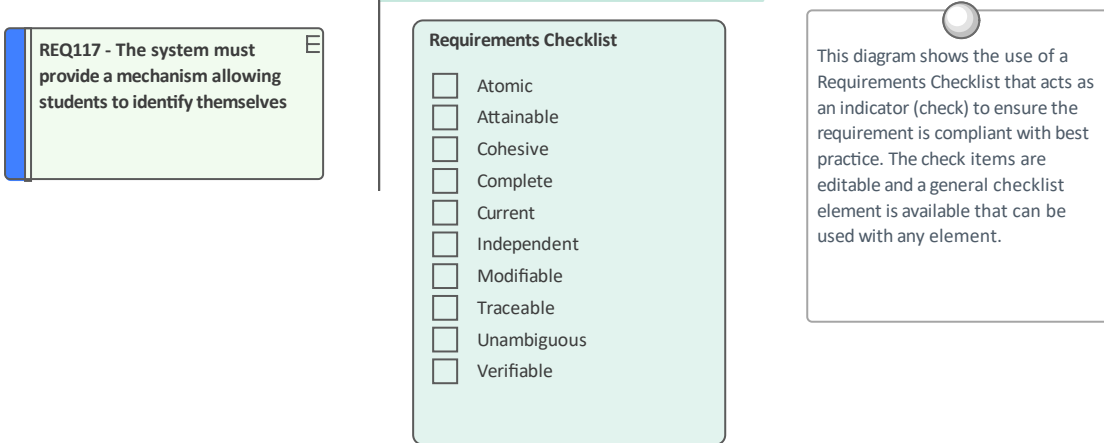 REQ117 - The system must
provide a mechanism allowing
students to identify themselves
E
Requirements Checklist
Atomic
Attainable
Cohesive
Complete
Current
Independent
Modifiable
Traceable
Unambiguous
Verifiable
This diagram shows the use of a
Requirements Checklist that acts as
an indicator (check) to ensure the
requirement is compliant with best
practice. The check items are
editable and a general checklist
element is available that can be
used with any element.